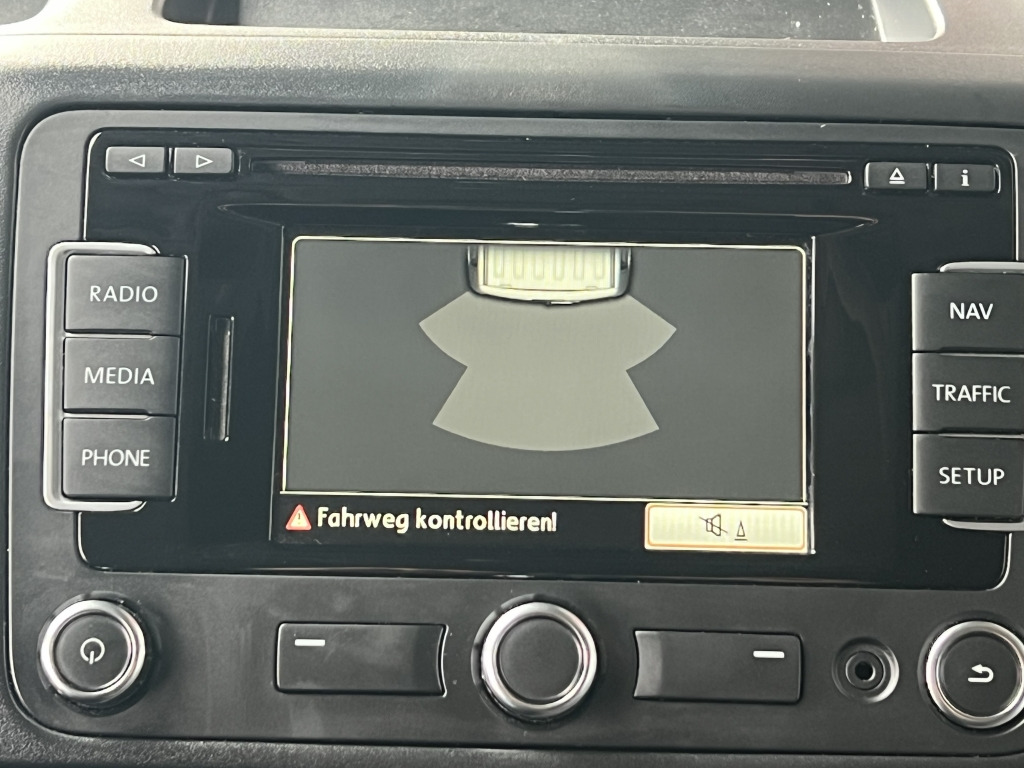 i
RADIO
NAV
MEDIA
TRAFFIC
PHONE
SETUP
Fahrweg kontrollieren!